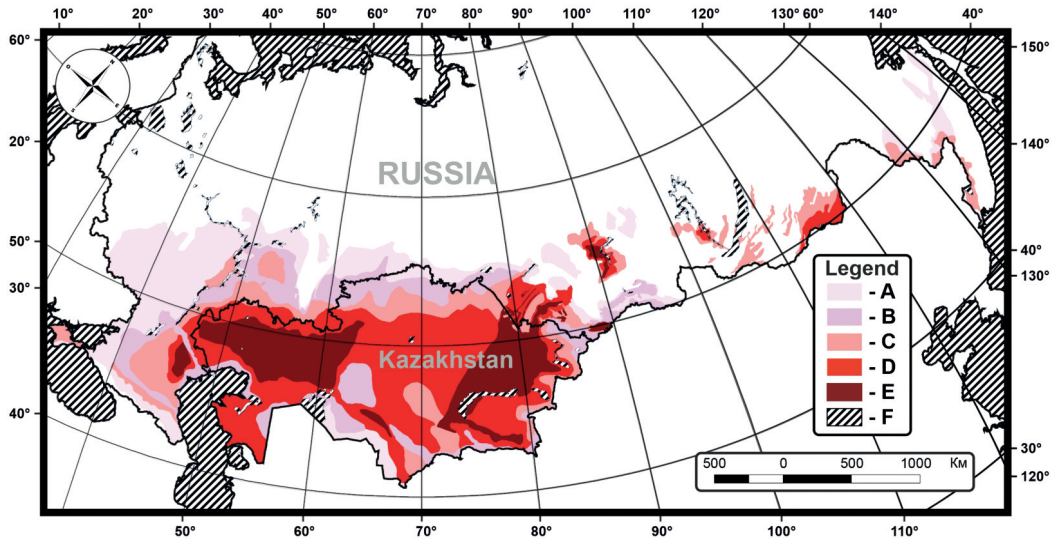 10° 20° 30° 40° 50° 60° 70° 80° 90° 100° 110° 120° 130° 60° 140° 40°
60°
150°
20°
140°
RUSSIA
50°
40°
130°
30°
Legend
- A
- B
- C
- D
- E
- F
Kazakhstan
40°
30°
120°
500 0 500 1000 Км
50° 60° 70° 80° 90° 100° 110°